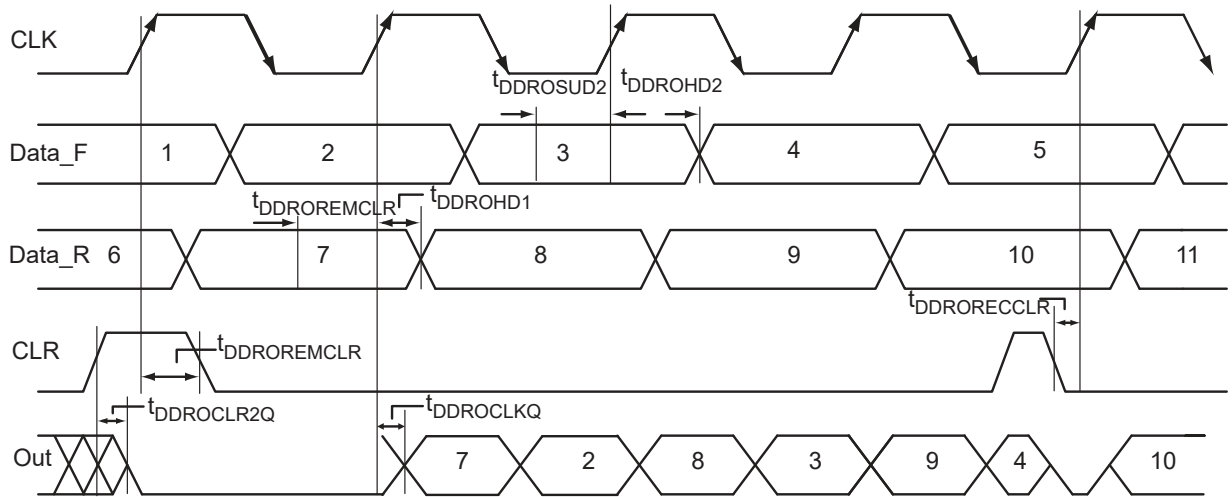 CLK
tDDROSUD2 tDDROHD2
Data_F 1 2 3 4 5
tDDROREMCLR tDDROHD1
Data_R 6 7 8 9 10 11
tDDRORECCLR
CLR
tDDROREMCLR
tDDROCLR2Q tDDROCLKQ
Out 7 2 8 3 9 4 10